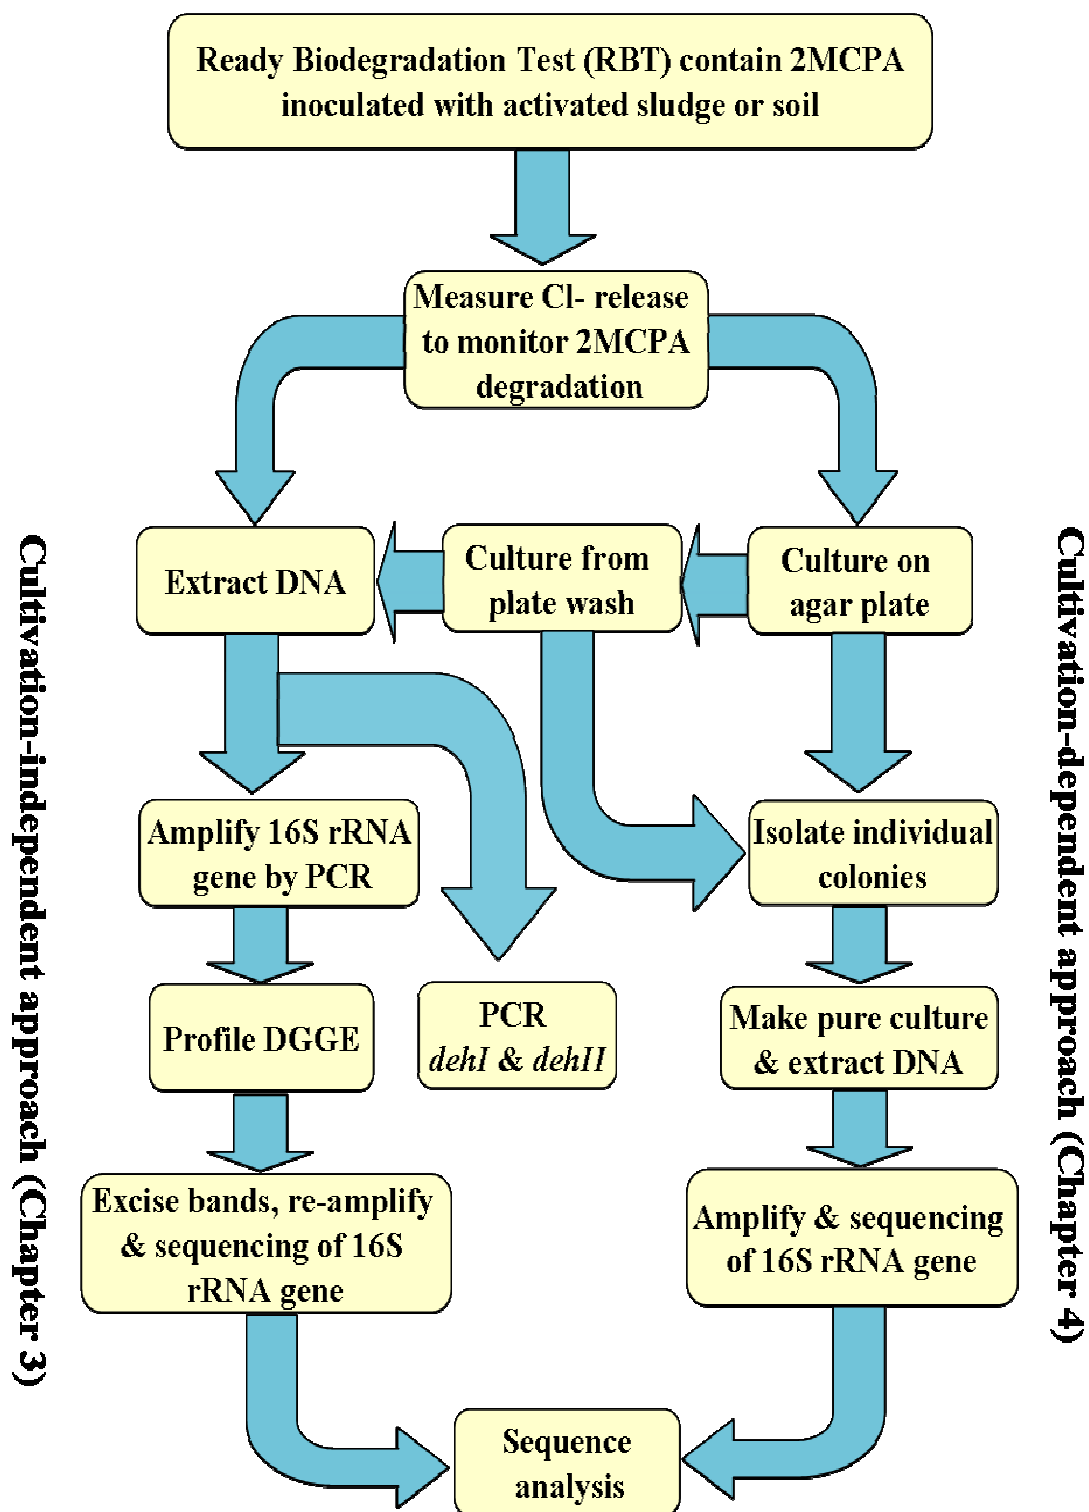 Ready Biodegradation Test (RBT) contain 2MCPA
inoculated with activated sludge or soil
Measure Cl- release
to monitor 2MCPA
degradation
Extract DNA
Culture from
plate wash
Culture on
agar plate
Amplify 16S rRNA
gene by PCR
Isolate individual
colonies
Profile DGGE
PCR
dehI & dehII
Make pure culture
& extract DNA
Excise bands, re-amplify
& sequencing of 16S
rRNA gene
Amplify & sequencing
of 16S rRNA gene
Sequence
analysis
Cultivation-independent approach (Chapter 3)
Cultivation-dependent approach (Chapter 4)